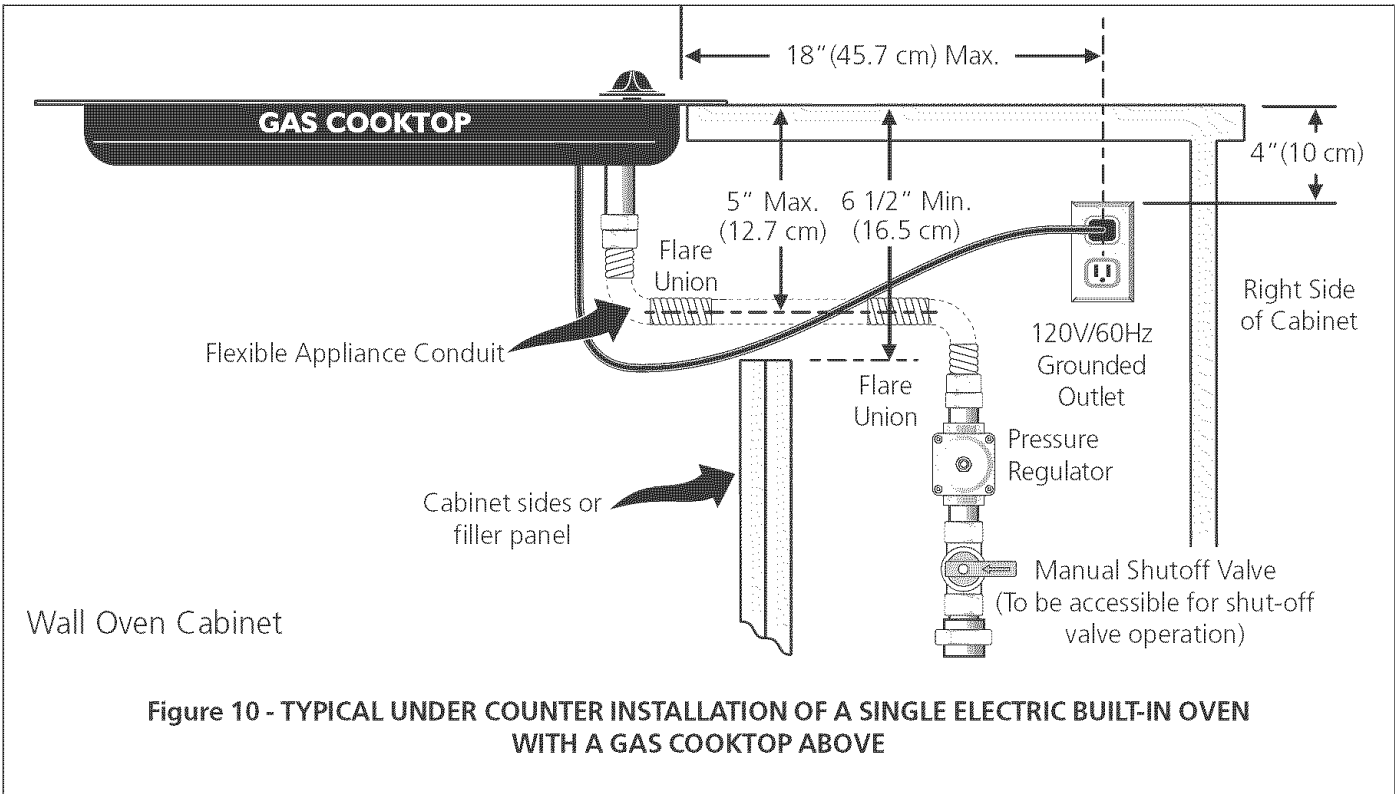 18" (45.7 cm) Max.
GAS COOKTOP
4" (10 cm)
5" Max.
(12.7 cm)
6 1/2" Min.
(16.5 cm)
Flare
Union
Flexible Appliance Conduit
Right Side
of Cabinet
120V/60Hz
Grounded
Outlet
Flare
Union
Pressure
Regulator
Cabinet sides or
filler panel
Manual Shutoff Valve
(To be accessible for shut-off
valve operation)
Wall Oven Cabinet
Figure 10 - TYPICAL UNDER COUNTER INSTALLATION OF A SINGLE ELECTRIC BUILT-IN OVEN
WITH A GAS COOKTOP ABOVE